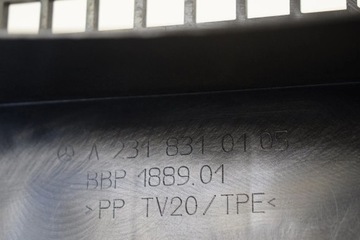 A 231 831 01 03
BBP 1889.01
>PP TV20/TPE<